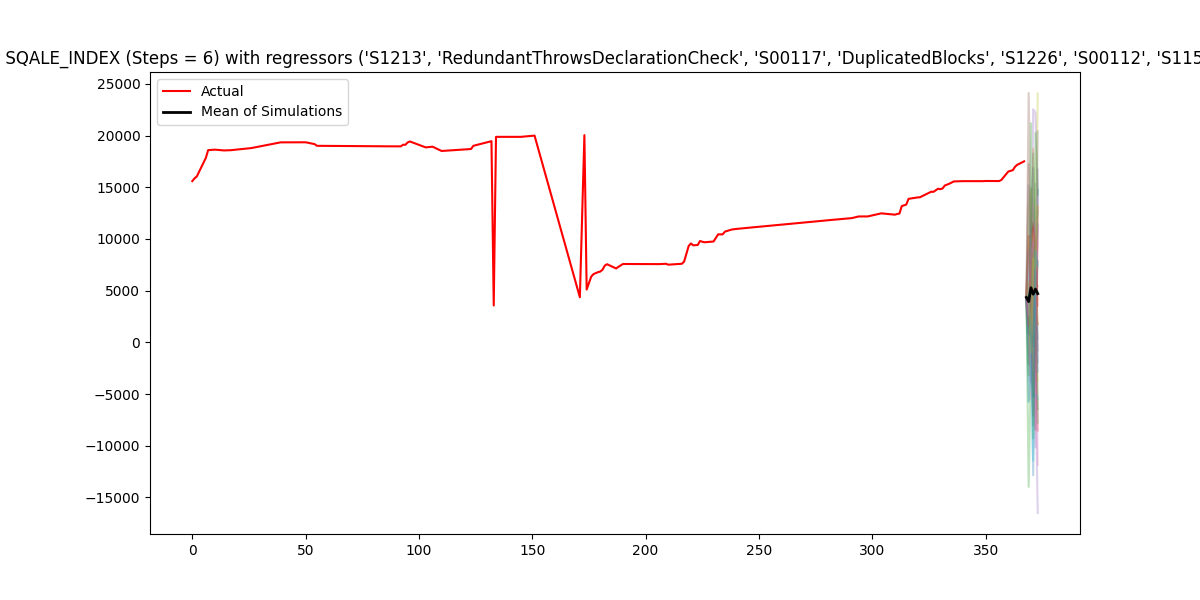 SQALE_INDEX (Steps = 6) with regressors ('S1213', 'RedundantThrowsDeclarationCheck', 'S00117', 'DuplicatedBlocks', 'S1226', 'S00112', 'S115
Actual
Mean of Simulations
25000
20000
15000
10000
5000
0
−5000
−10000
−15000
0 50 100 150 200 250 300 350